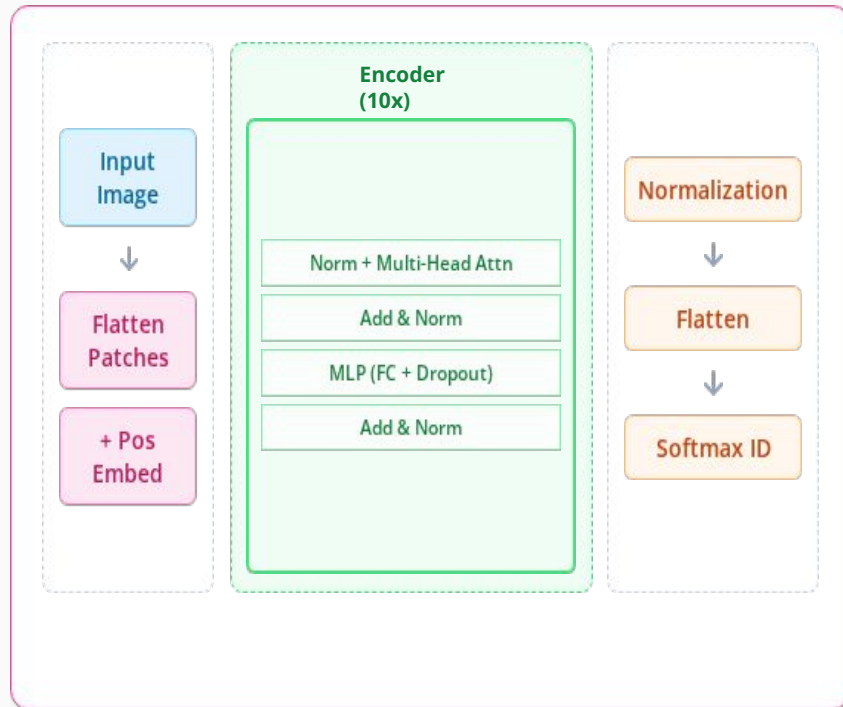 Input
Image
Flatten
Patches
+ Pos
Embed
Encoder
(10x)
Norm + Multi-Head Attn
Add & Norm
MLP (FC + Dropout)
Add & Norm
Normalization
Flatten
Softmax ID